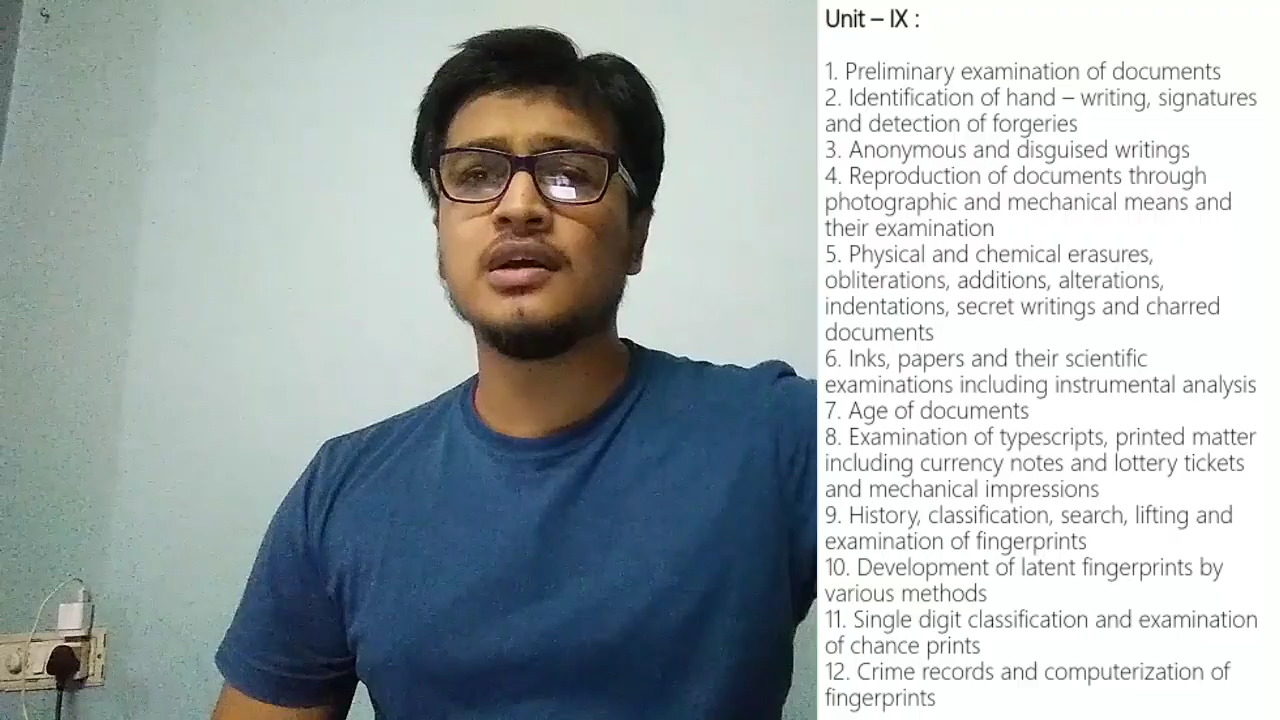 Unit – IX :
1. Preliminary examination of documents
2. Identification of hand – writing, signatures
and detection of forgeries
3. Anonymous and disguised writings
4. Reproduction of documents through
photographic and mechanical means and
their examination
5. Physical and chemical erasures,
obliterations, additions, alterations,
indentations, secret writings and charred
documents
6. Inks, papers and their scientific
examinations including instrumental analysis
7. Age of documents
8. Examination of typescripts, printed matter
including currency notes and lottery tickets
and mechanical impressions
9. History, classification, search, lifting and
examination of fingerprints
10. Development of latent fingerprints by
various methods
11. Single digit classification and examination
of chance prints
12. Crime records and computerization of
fingerprints